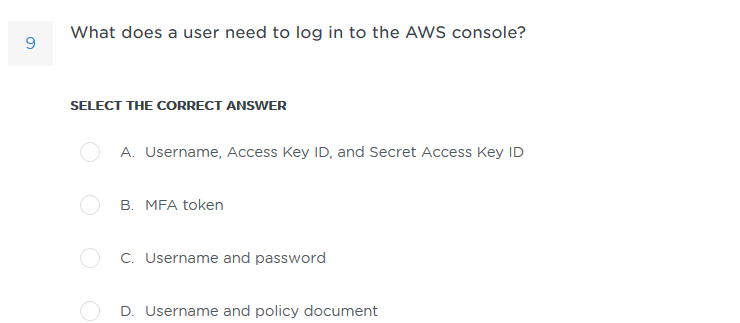 What does a user need to log in to the AWS console?
9
SELECT THE CORRECT ANSWER
A. Username, Access Key ID, and Secret Access Key ID
B. MFA token
C. Username and password
D. Username and policy document